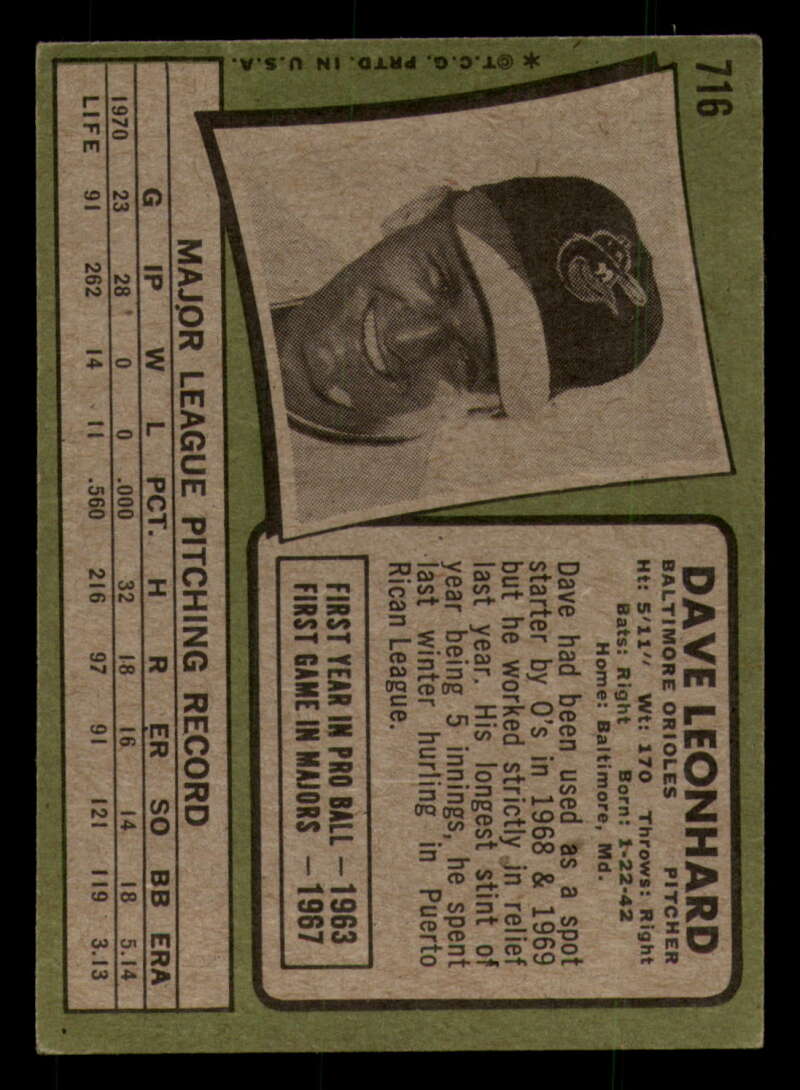 716
*©T.C.G. PRTD. IN U.S.A.
DAVE LEONHARD
BALTIMORE ORIOLES PITCHER
Ht: 5'11" Wt: 170 Throws: Right
Bats: Right Born: 1-22-42
Home: Baltimore, Md.
Dave had been used as a spot
starter by O's in 1968 & 1969
but he worked strictly in relief
last year. His longest stint of
year being 5 innings, he spent
last winter hurling in Puerto
Rican League.
FIRST YEAR IN PRO BALL — 1963
FIRST GAME IN MAJORS — 1967
MAJOR LEAGUE PITCHING RECORD
G IP W L PCT. H R ER SO BB ERA
1970 23 28 0 0 .000 32 18 16 14 18 5.14
LIFE 91 262 14 11 .560 216 97 91 121 119 3.13